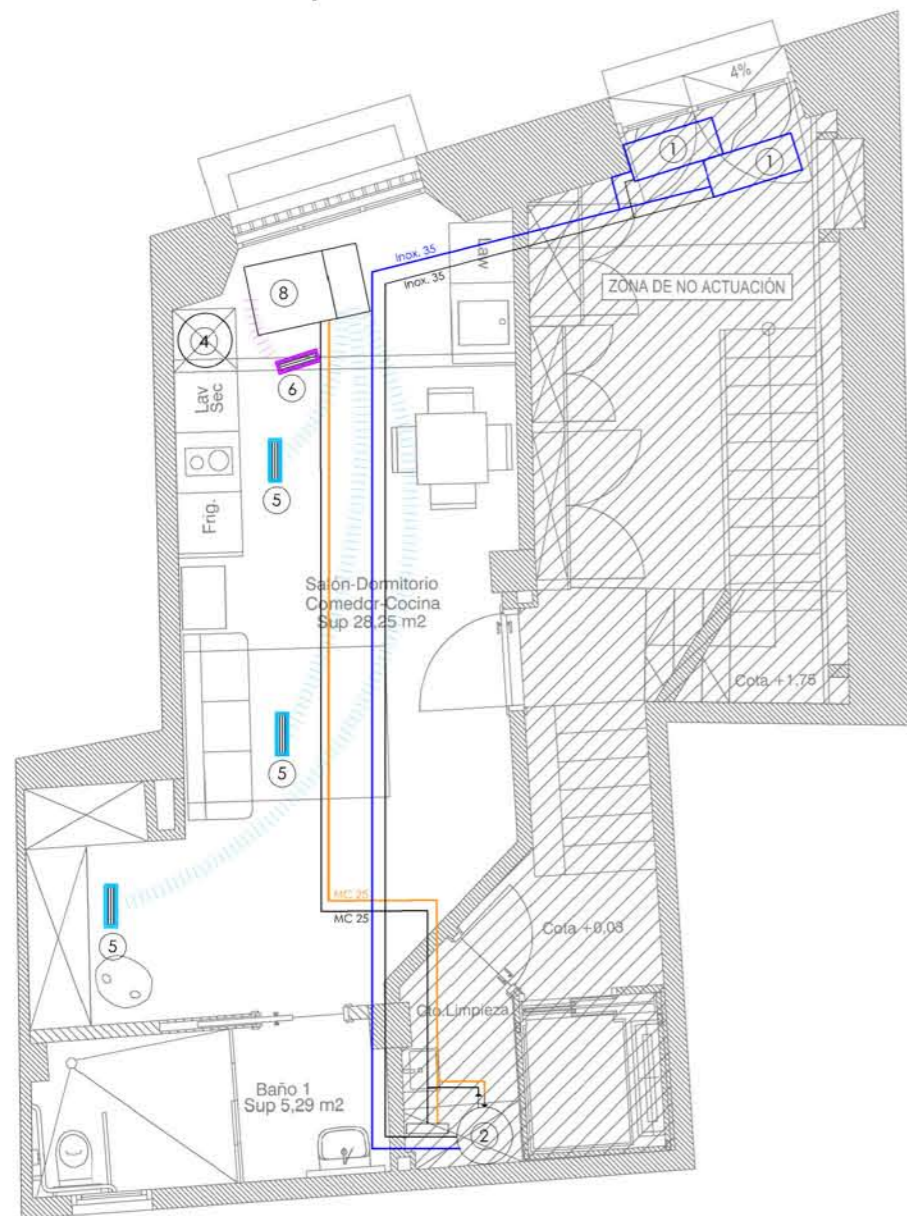 4%
1
1
Inox. 35
Inox. 35
Law
ZONA DE NO ACTUACIÓN
8
4
6
Lav
Sec
5
Frig.
Salón-Dormitorio
Comedor-Cocina
Sup 28,25 m2
Cota +1,75
5
MC 25
MC 25
5
Cota +0,03
Cto.Limpieza
Baño 1
Sup 5,29 m2
2